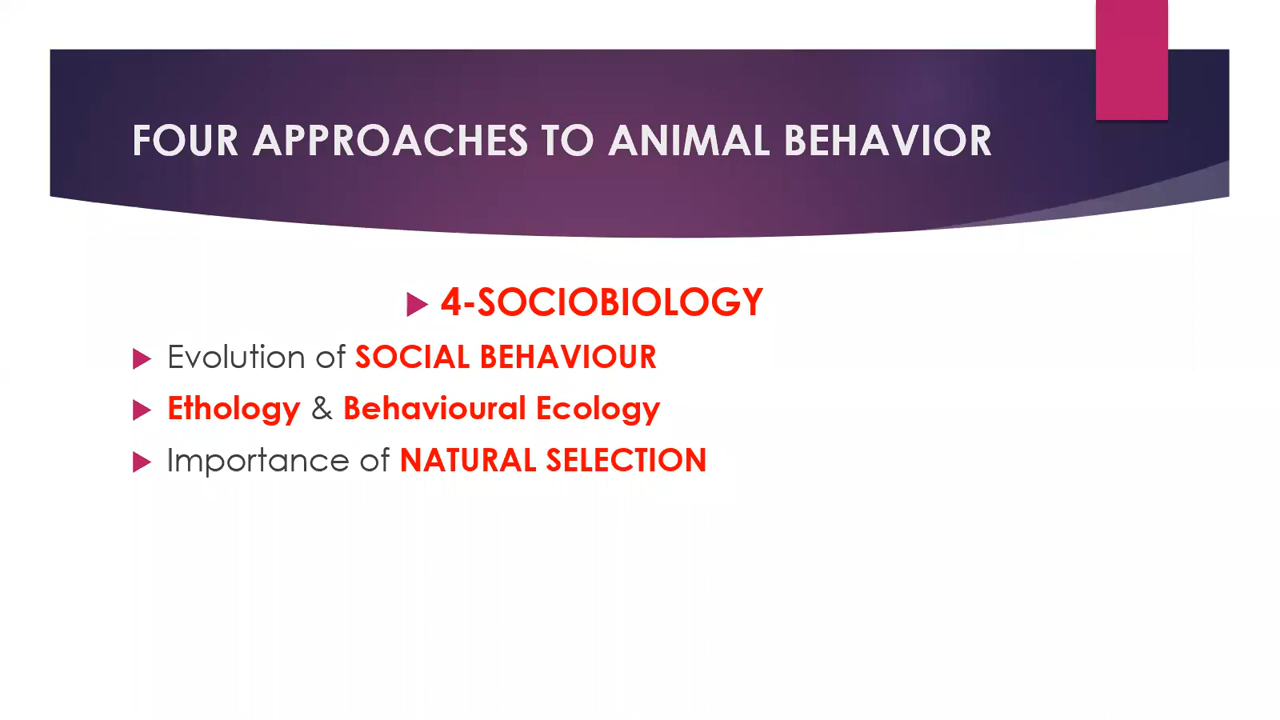 FOUR APPROACHES TO ANIMAL BEHAVIOR
4-SOCIOBIOLOGY
Evolution of SOCIAL BEHAVIOUR
Ethology & Behavioural Ecology
Importance of NATURAL SELECTION